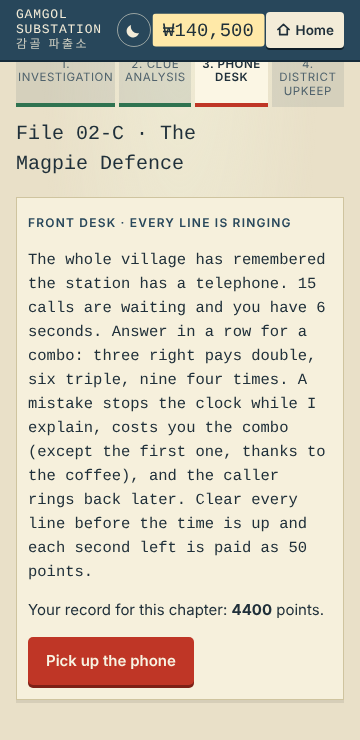 GAMGOL
SUBSTATION
감골 파출소
₩140,500
Home
1.
INVESTIGATION
2. CLUE
ANALYSIS
3. PHONE
DESK
4.
DISTRICT
UPKEEP
File 02-C · The
Magpie Defence
FRONT DESK · EVERY LINE IS RINGING
The whole village has remembered
the station has a telephone. 15
calls are waiting and you have 6
seconds. Answer in a row for a
combo: three right pays double,
six triple, nine four times. A
mistake stops the clock while I
explain, costs you the combo
(except the first one, thanks to
the coffee), and the caller
rings back later. Clear every
line before the time is up and
each second left is paid as 50
points.
Your record for this chapter: 4400 points.
Pick up the phone